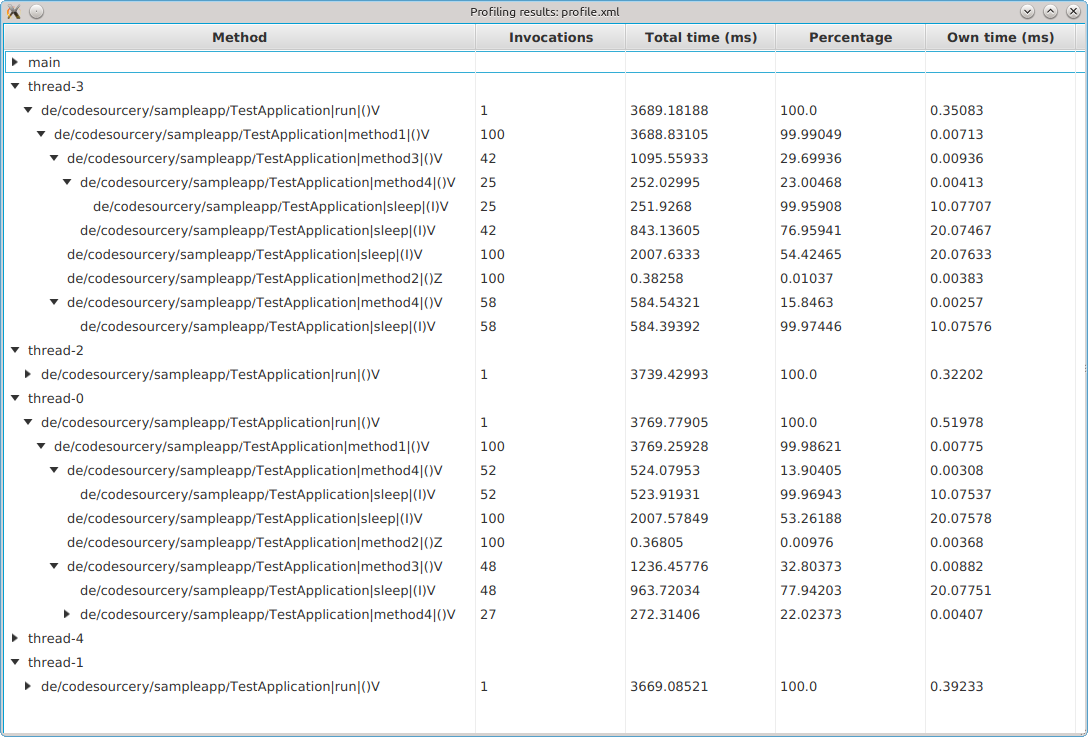 Profiling results: profile.xml
Method Invocations Total time (ms) Percentage Own time (ms)
main
thread-3
de/codesourcery/sampleapp/TestApplication|run|()V 1 3689.18188 100.0 0.35083
de/codesourcery/sampleapp/TestApplication|method1|()V 100 3688.83105 99.99049 0.00713
de/codesourcery/sampleapp/TestApplication|method3|()V 42 1095.55933 29.69936 0.00936
de/codesourcery/sampleapp/TestApplication|method4|()V 25 252.02995 23.00468 0.00413
de/codesourcery/sampleapp/TestApplication|sleep|(I)V 25 251.9268 99.95908 10.07707
de/codesourcery/sampleapp/TestApplication|sleep|(I)V 42 843.13605 76.95941 20.07467
de/codesourcery/sampleapp/TestApplication|sleep|(I)V 100 2007.6333 54.42465 20.07633
de/codesourcery/sampleapp/TestApplication|method2|()Z 100 0.38258 0.01037 0.00383
de/codesourcery/sampleapp/TestApplication|method4|()V 58 584.54321 15.8463 0.00257
de/codesourcery/sampleapp/TestApplication|sleep|(I)V 58 584.39392 99.97446 10.07576
thread-2
de/codesourcery/sampleapp/TestApplication|run|()V 1 3739.42993 100.0 0.32202
thread-0
de/codesourcery/sampleapp/TestApplication|run|()V 1 3769.77905 100.0 0.51978
de/codesourcery/sampleapp/TestApplication|method1|()V 100 3769.25928 99.98621 0.00775
de/codesourcery/sampleapp/TestApplication|method4|()V 52 524.07953 13.90405 0.00308
de/codesourcery/sampleapp/TestApplication|sleep|(I)V 52 523.91931 99.96943 10.07537
de/codesourcery/sampleapp/TestApplication|sleep|(I)V 100 2007.57849 53.26188 20.07578
de/codesourcery/sampleapp/TestApplication|method2|()Z 100 0.36805 0.00976 0.00368
de/codesourcery/sampleapp/TestApplication|method3|()V 48 1236.45776 32.80373 0.00882
de/codesourcery/sampleapp/TestApplication|sleep|(I)V 48 963.72034 77.94203 20.07751
de/codesourcery/sampleapp/TestApplication|method4|()V 27 272.31406 22.02373 0.00407
thread-4
thread-1
de/codesourcery/sampleapp/TestApplication|run|()V 1 3669.08521 100.0 0.39233